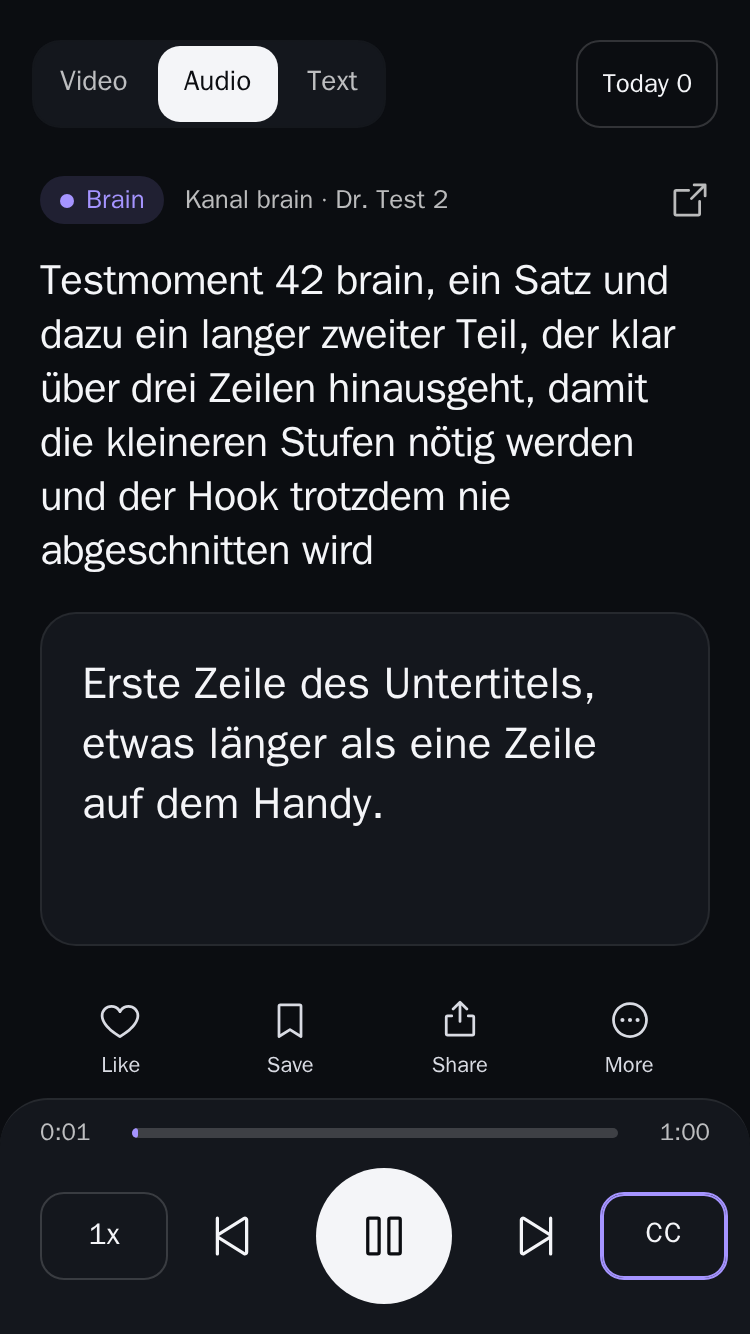 Video Audio Text Today 0
Brain Kanal brain · Dr. Test 2
Testmoment 42 brain, ein Satz und
dazu ein langer zweiter Teil, der klar
über drei Zeilen hinausgeht, damit
die kleineren Stufen nötig werden
und der Hook trotzdem nie
abgeschnitten wird
Erste Zeile des Untertitels,
etwas länger als eine Zeile
auf dem Handy.
Like Save Share More
0:01 1:00
1x CC